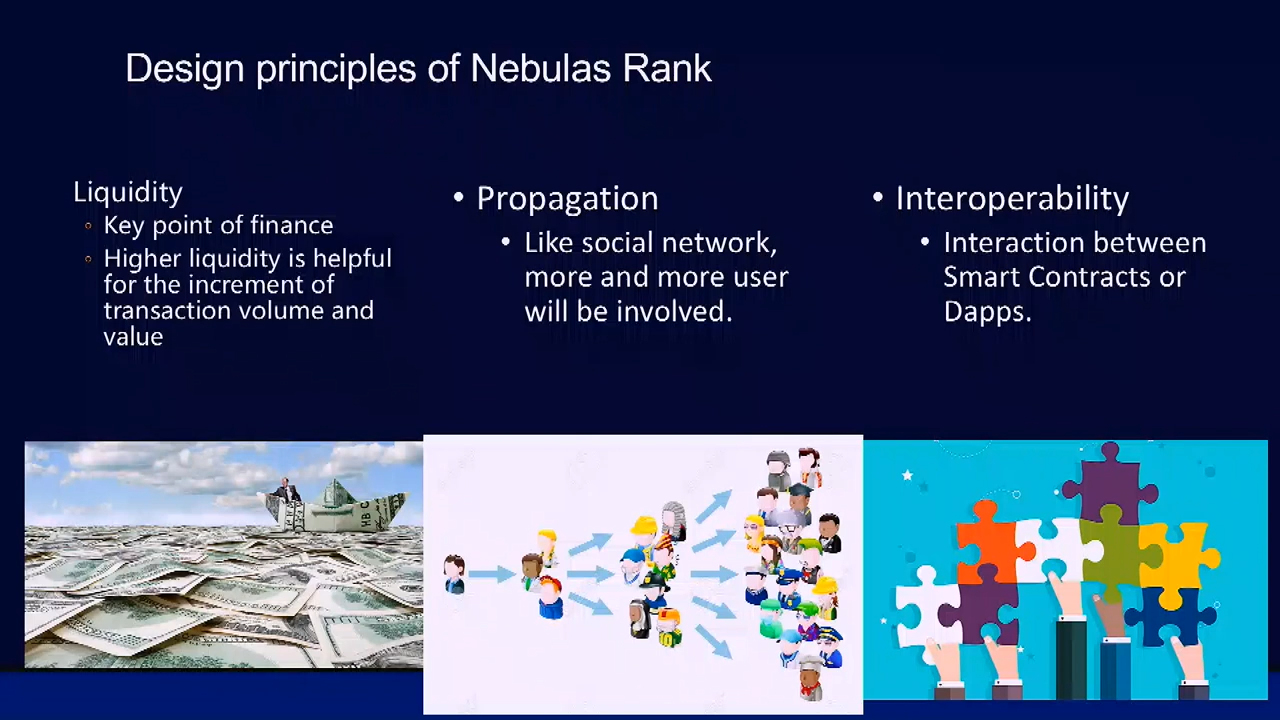 Design principles of Nebulas Rank
Liquidity
◦ Key point of finance
◦ Higher liquidity is helpful
for the increment of
transaction volume and
value
• Propagation
• Like social network,
more and more user
will be involved.
• Interoperability
• Interaction between
Smart Contracts or
Dapps.